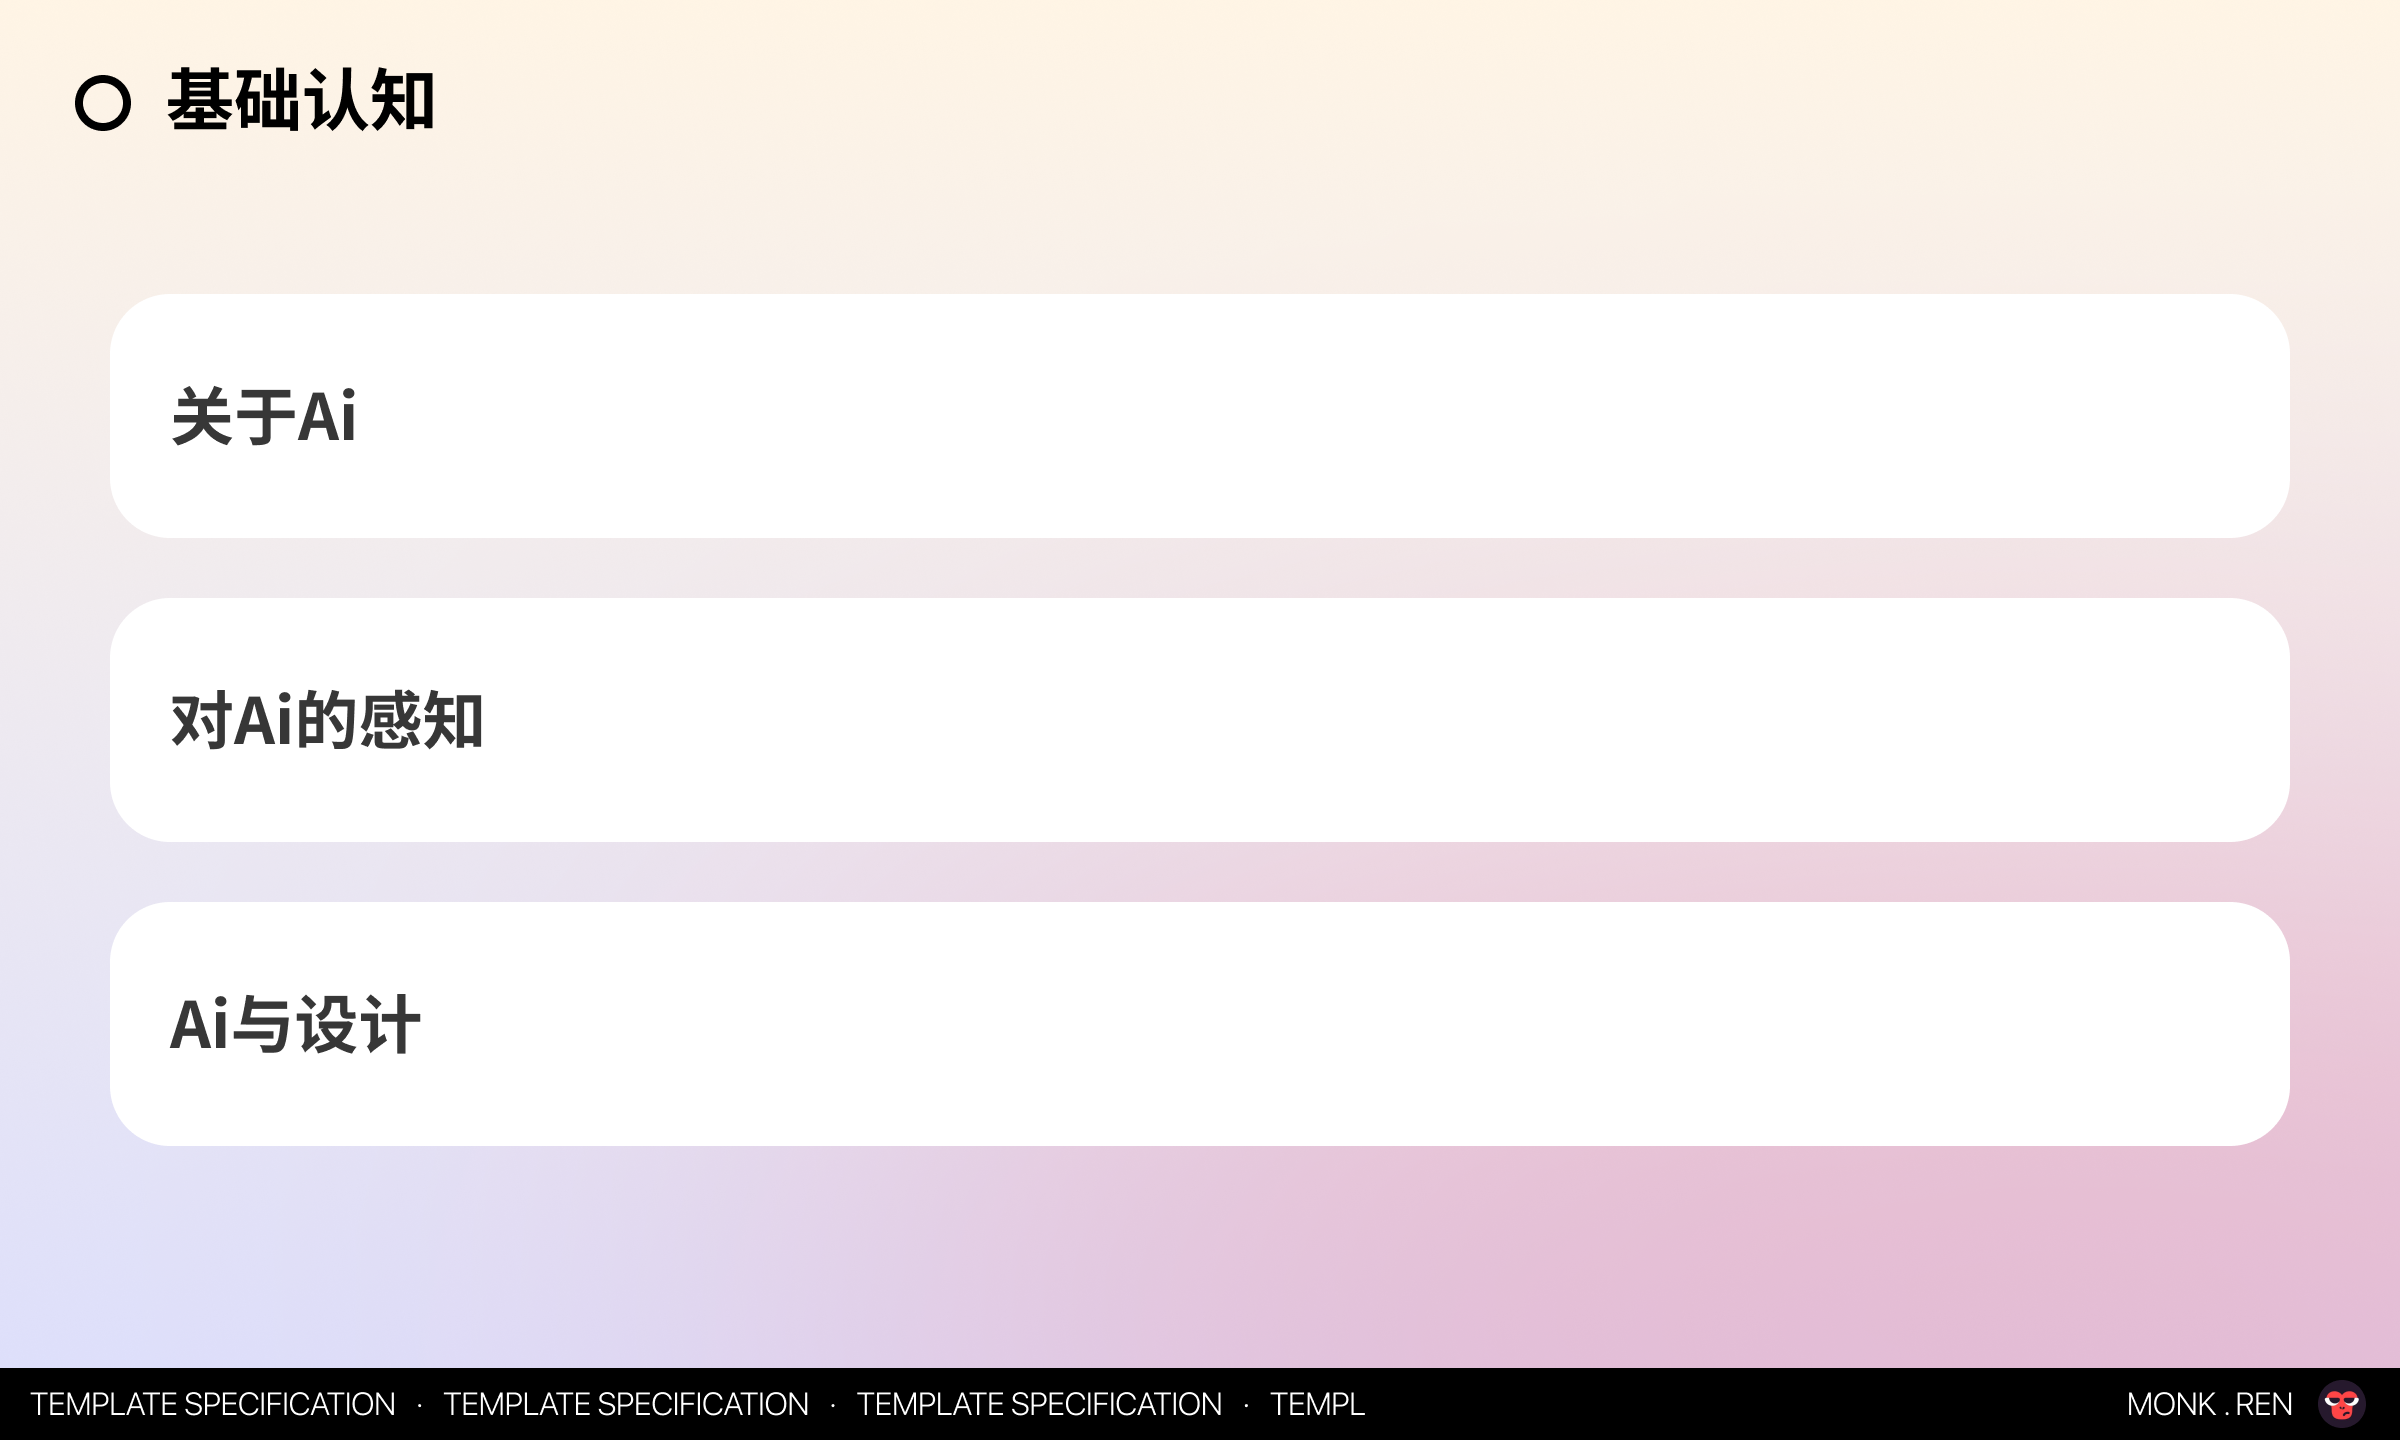 基础认知
关于Ai
对Ai的感知
Ai与设计
TEMPLATE SPECIFICATION · TEMPLATE SPECIFICATION · TEMPLATE SPECIFICATION · TEMPL
MONK . REN